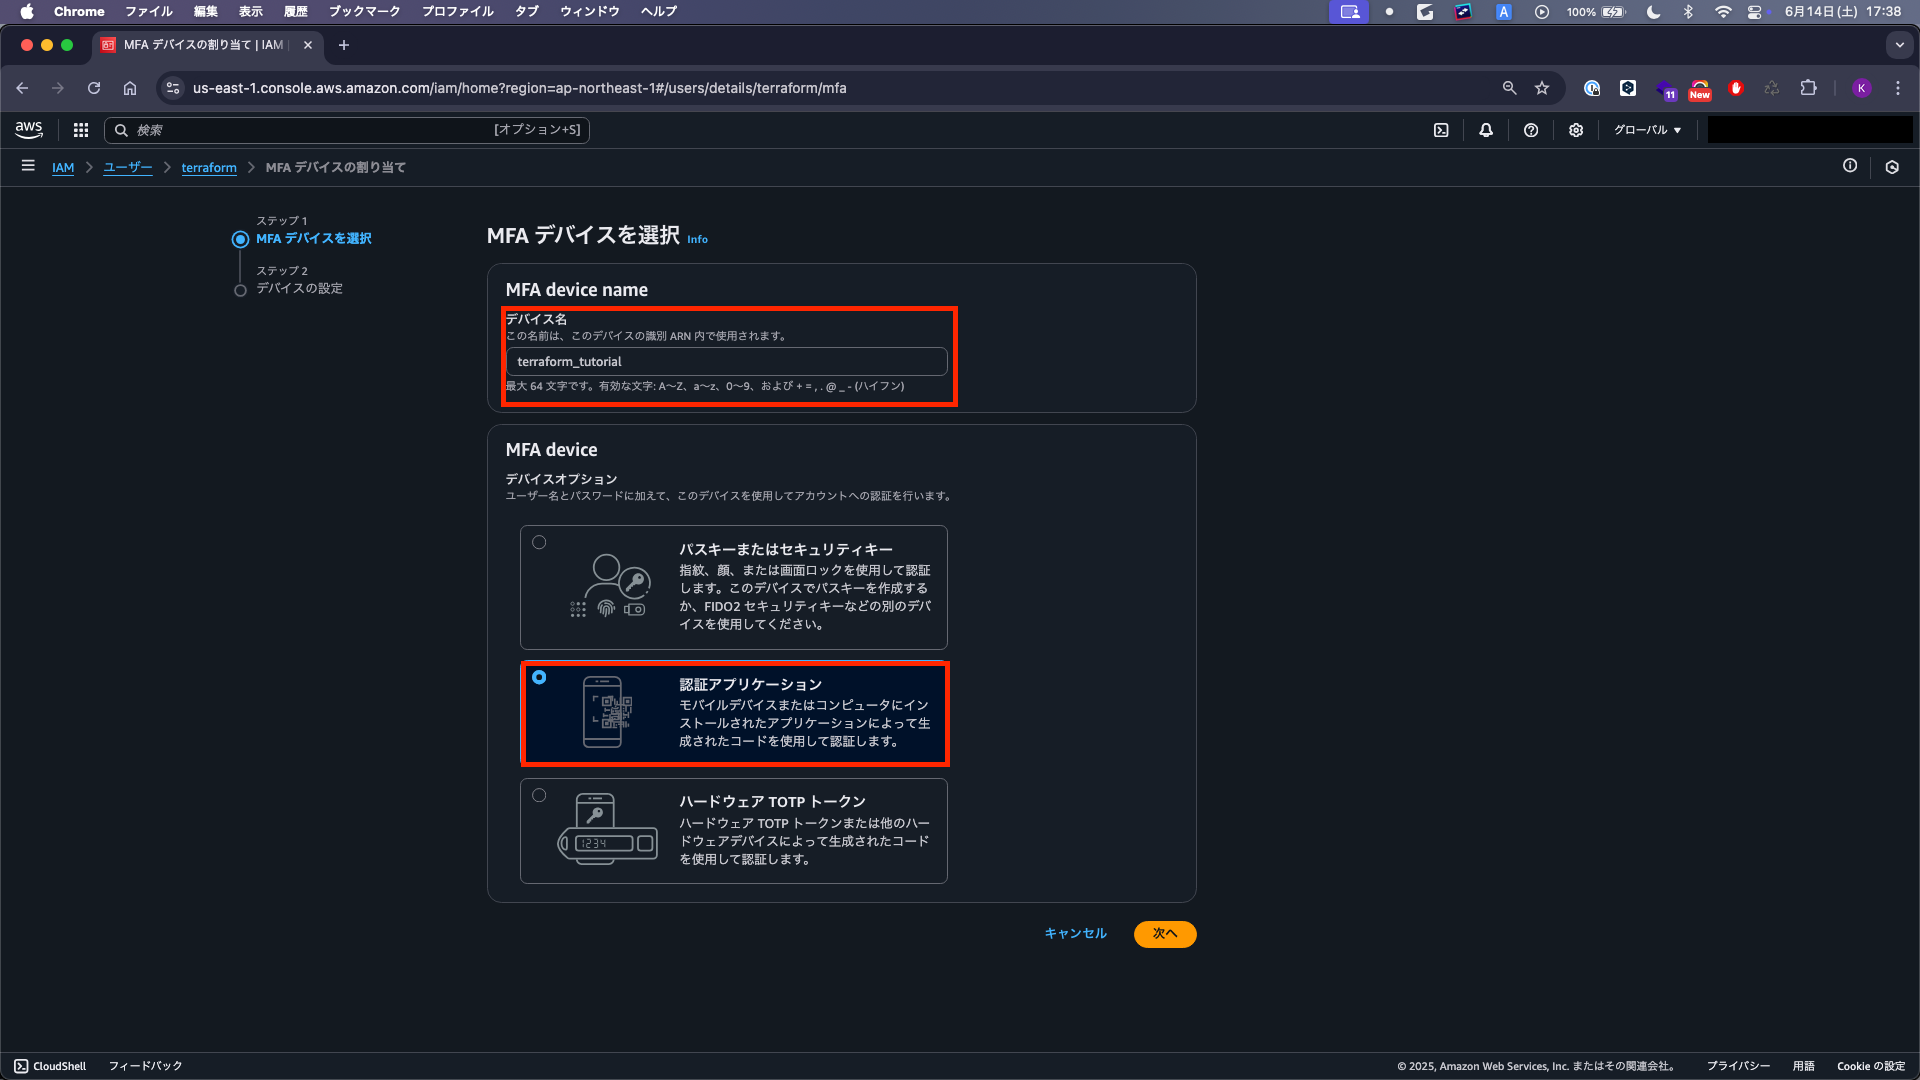 Chrome ファイル 編集 表示 履歴 ブックマーク プロファイル タブ ウィンドウ ヘルプ
A 100% 6月14日(土) 17:38
MFA デバイスの割り当て | IAM
us-east-1.console.aws.amazon.com/iam/home?region=ap-northeast-1#/users/details/terraform/mfa
11 New K
aws 検索 [オプション+S] グローバル
IAM ユーザー terraform MFA デバイスの割り当て
ステップ 1
MFA デバイスを選択
ステップ 2
デバイスの設定
MFA デバイスを選択 Info
MFA device name
デバイス名
この名前は、このデバイスの識別 ARN 内で使用されます。
terraform_tutorial
最大 64 文字です。有効な文字: A～Z、a～z、0～9、および + = , . @ _ - (ハイフン)
MFA device
デバイスオプション
ユーザー名とパスワードに加えて、このデバイスを使用してアカウントへの認証を行います。
パスキーまたはセキュリティキー
指紋、顔、または画面ロックを使用して認証
します。このデバイスでパスキーを作成する
か、FIDO2 セキュリティキーなどの別のデバ
イスを使用してください。
認証アプリケーション
モバイルデバイスまたはコンピュータにイン
ストールされたアプリケーションによって生
成されたコードを使用して認証します。
ハードウェア TOTP トークン
ハードウェア TOTP トークンまたは他のハー
ドウェアデバイスによって生成されたコード
を使用して認証します。
1234
キャンセル 次へ
CloudShell フィードバック © 2025, Amazon Web Services, Inc. またはその関連会社。 プライバシー 用語 Cookie の設定